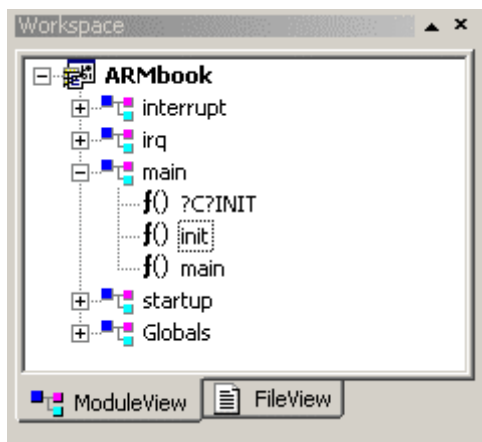 Workspace
ARMbook
interrupt
irq
main
f() ?C?INIT
f() init
f() main
startup
Globals
ModuleView FileView